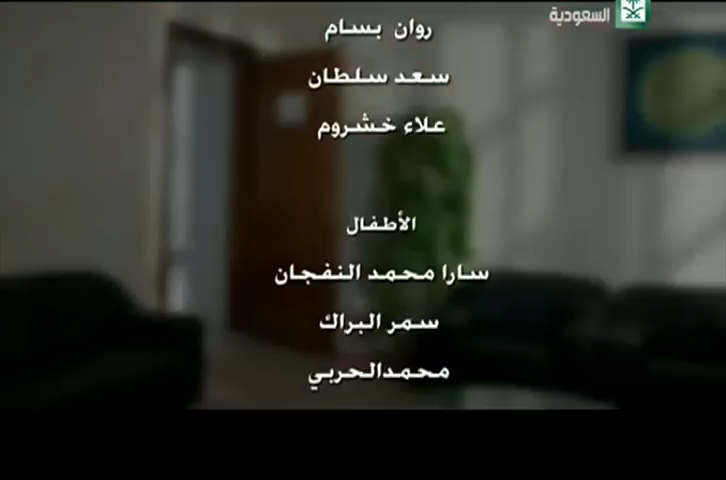 السعودية
روان بسام
سعد سلطان
علاء خشروم
الأطفال
سارا محمد النفجان
سمر البراك
محمدالحربي